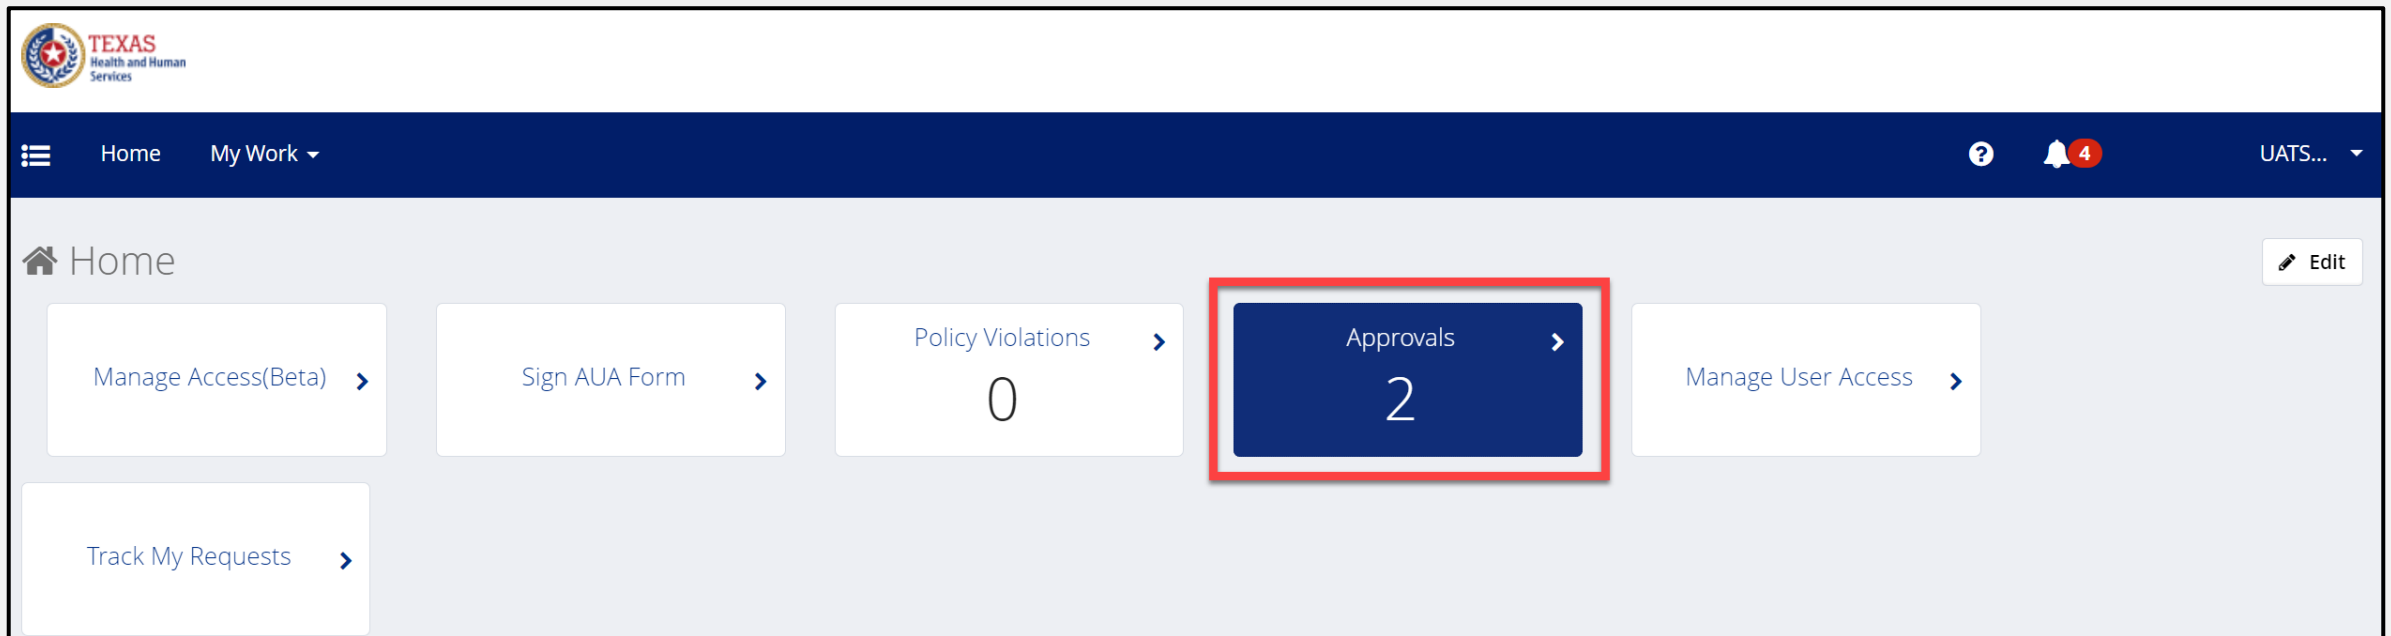 TEXAS
Health and Human
Services
Home
My Work
4
UATS...
Home
Edit
Manage Access(Beta)
Sign AUA Form
Policy Violations
0
Approvals
2
Manage User Access
Track My Requests